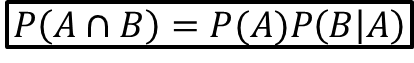 P(A ∩ B) = P(A)P(B|A)